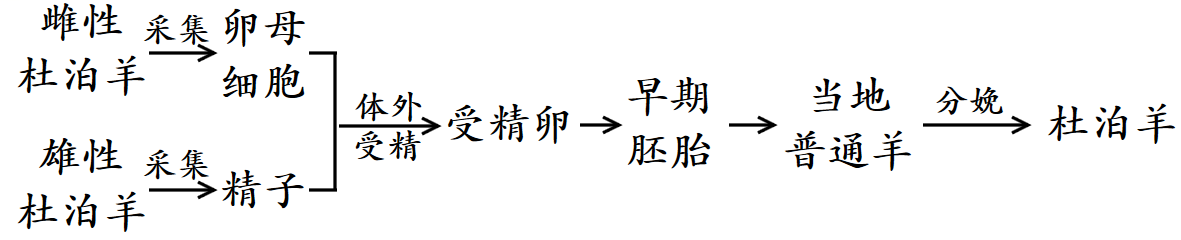 雌性
杜泊羊
采集
卵母
细胞
雄性
杜泊羊
采集
精子
体外
受精
受精卵
早期
胚胎
当地
普通羊
分娩
杜泊羊